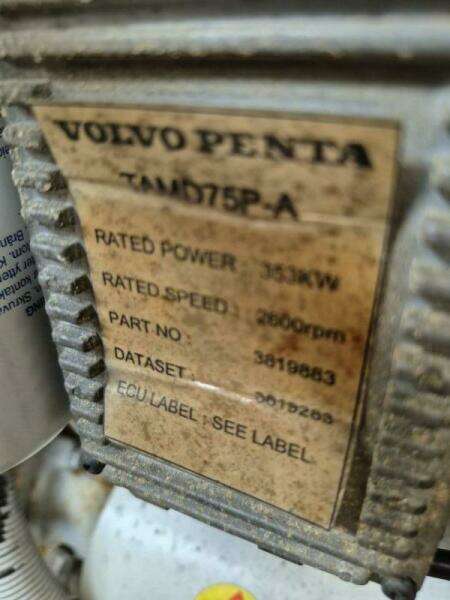 VOLVO PENTA
TAMD75P-A
RATED POWER : 353KW
RATED SPEED : 2600rpm
PART NO : 3819883
DATASET :
ECU LABEL : SEE LABEL